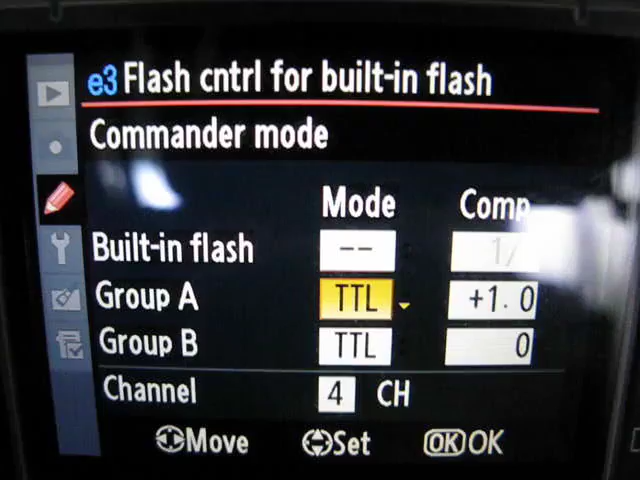 e3 Flash cntrl for built-in flash
Commander mode
Mode Comp.
Built-in flash --
Group A TTL +1.0
Group B TTL 0
Channel 4 CH
Move Set OK OK